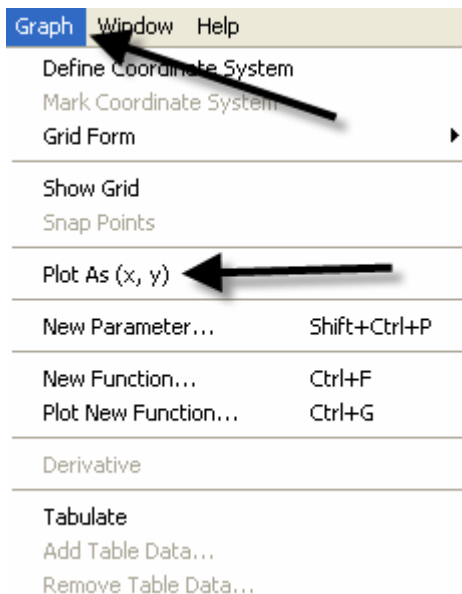 Graph Window Help
Define Coordinate System
Mark Coordinate System
Grid Form
Show Grid
Snap Points
Plot As (x, y)
New Parameter... Shift+Ctrl+P
New Function... Ctrl+F
Plot New Function... Ctrl+G
Derivative
Tabulate
Add Table Data...
Remove Table Data...